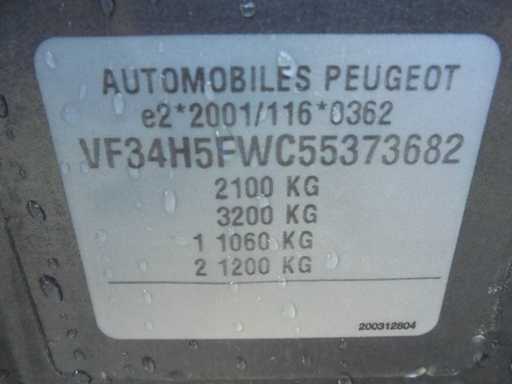 AUTOMOBILES PEUGEOT
e2*2001/116*0362
VF34H5FWC55373682
2100 KG
3200 KG
1 1060 KG
2 1200 KG
200312804